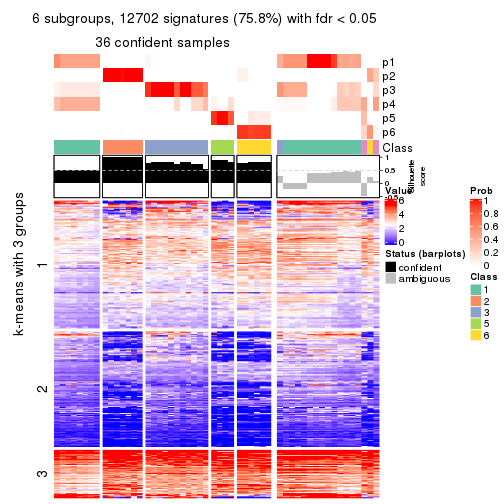 6 subgroups, 12702 signatures (75.8%) with fdr < 0.05
36 confident samples
p1
p2
p3
p4
p5
p6
Class
1
0.5
0
-0.5
Silhouette
score
k-means with 3 groups
1
2
3
Value
6
4
2
0
Status (barplots)
confident
ambiguous
Prob
1
0.8
0.6
0.4
0.2
0
Class
1
2
3
5
6